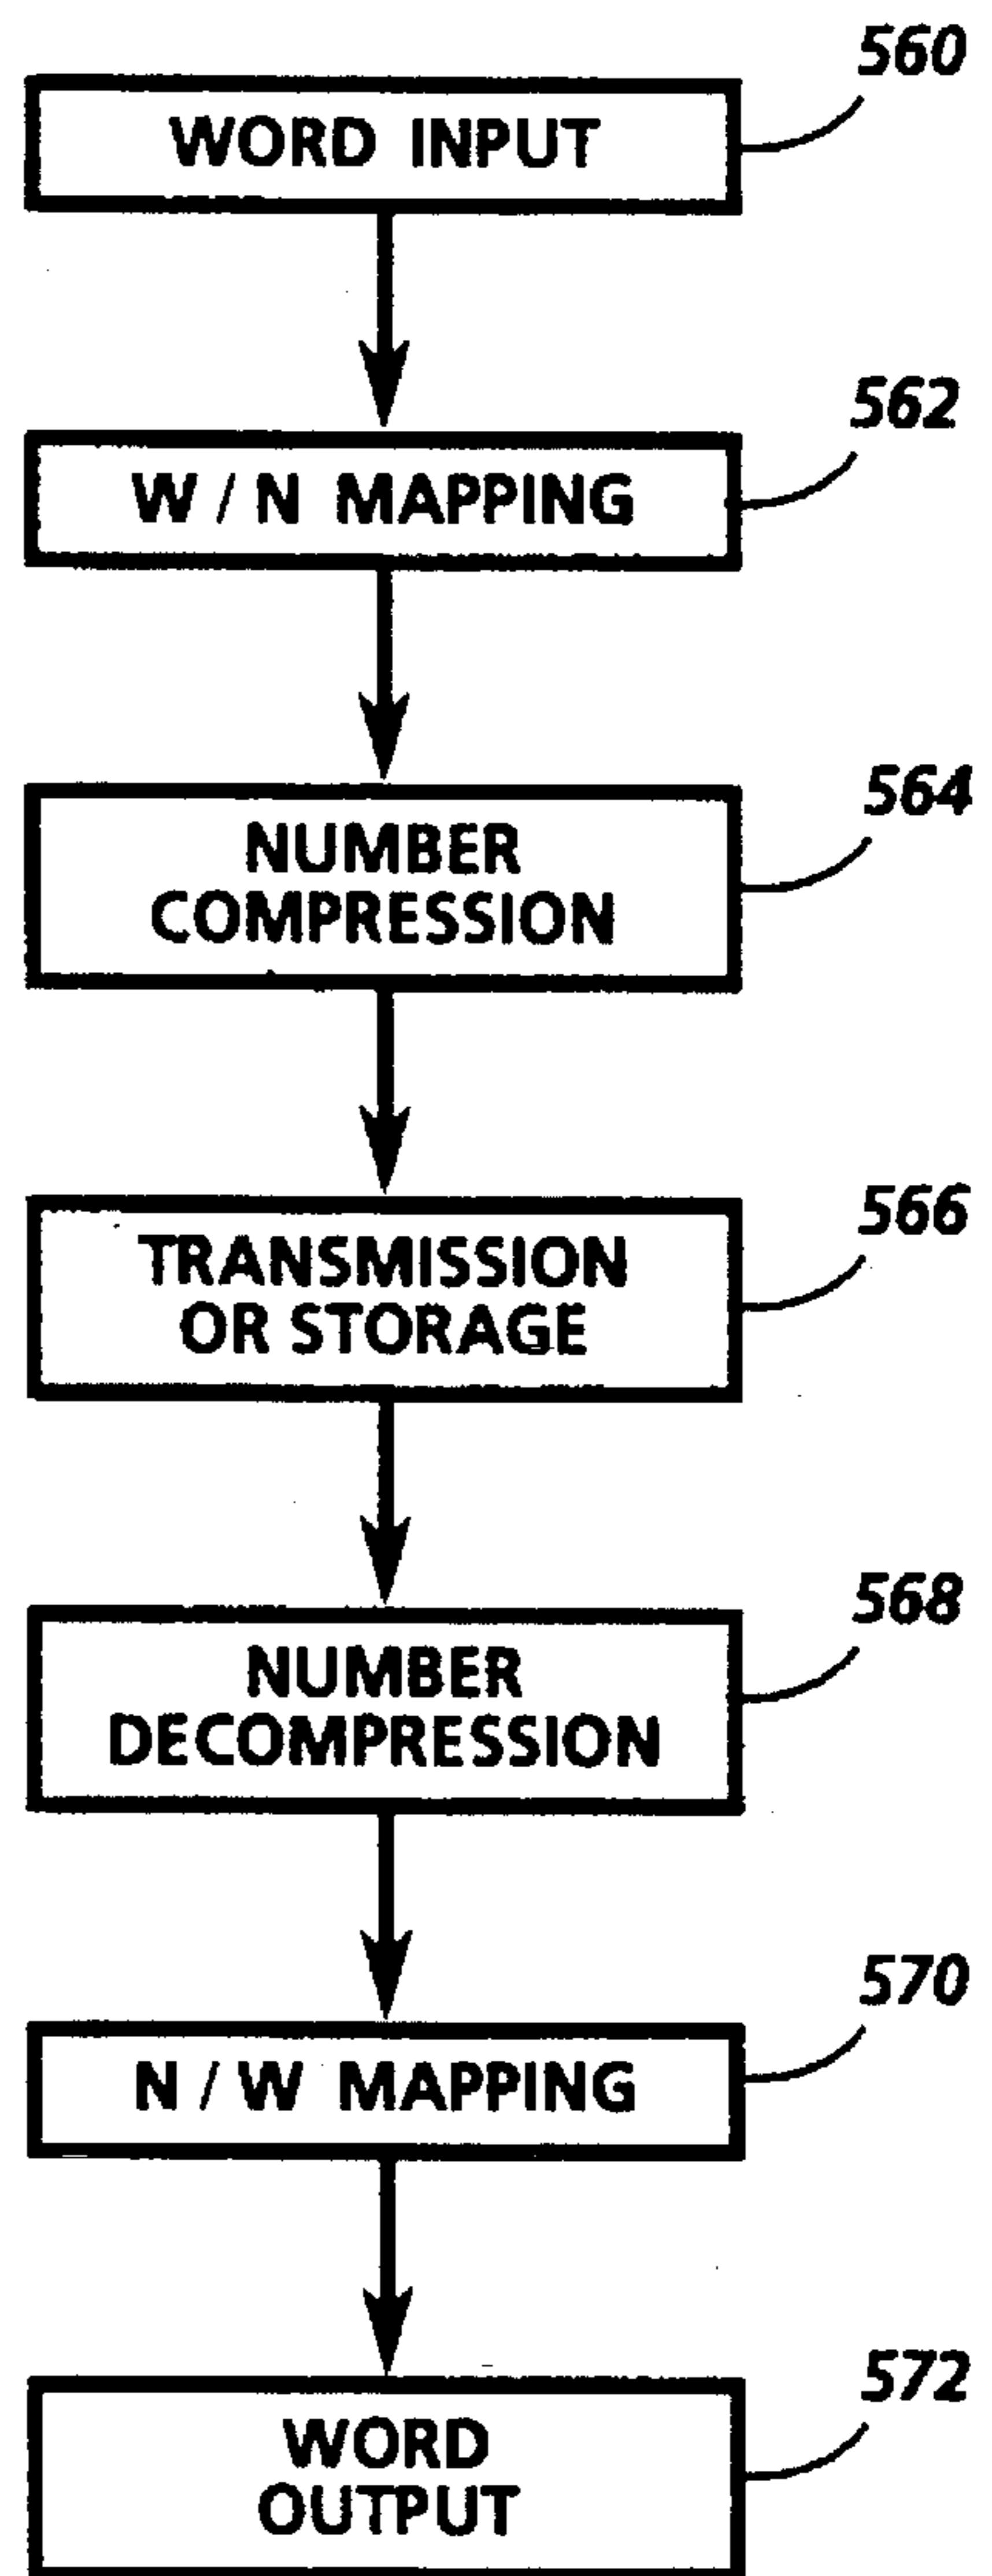 560
WORD INPUT
562
W / N MAPPING
564
NUMBER
COMPRESSION
566
TRANSMISSION
OR STORAGE
568
NUMBER
DECOMPRESSION
570
N / W MAPPING
572
WORD
OUTPUT